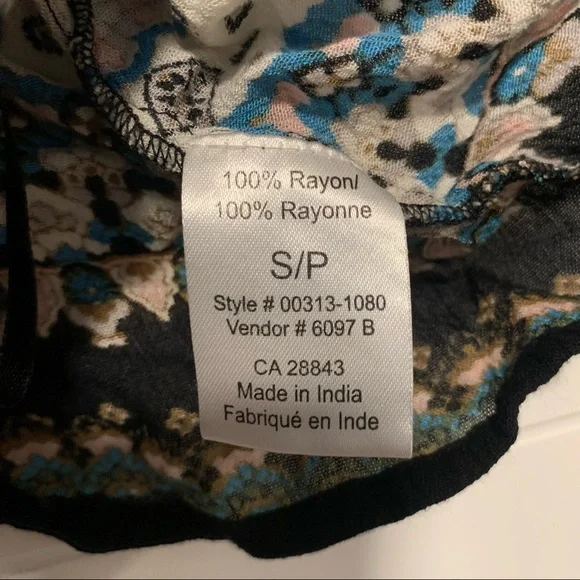 100% Rayon/
100% Rayonne
S/P
Style # 00313-1080
Vendor # 6097 B
CA 28843
Made in India
Fabriqué en Inde